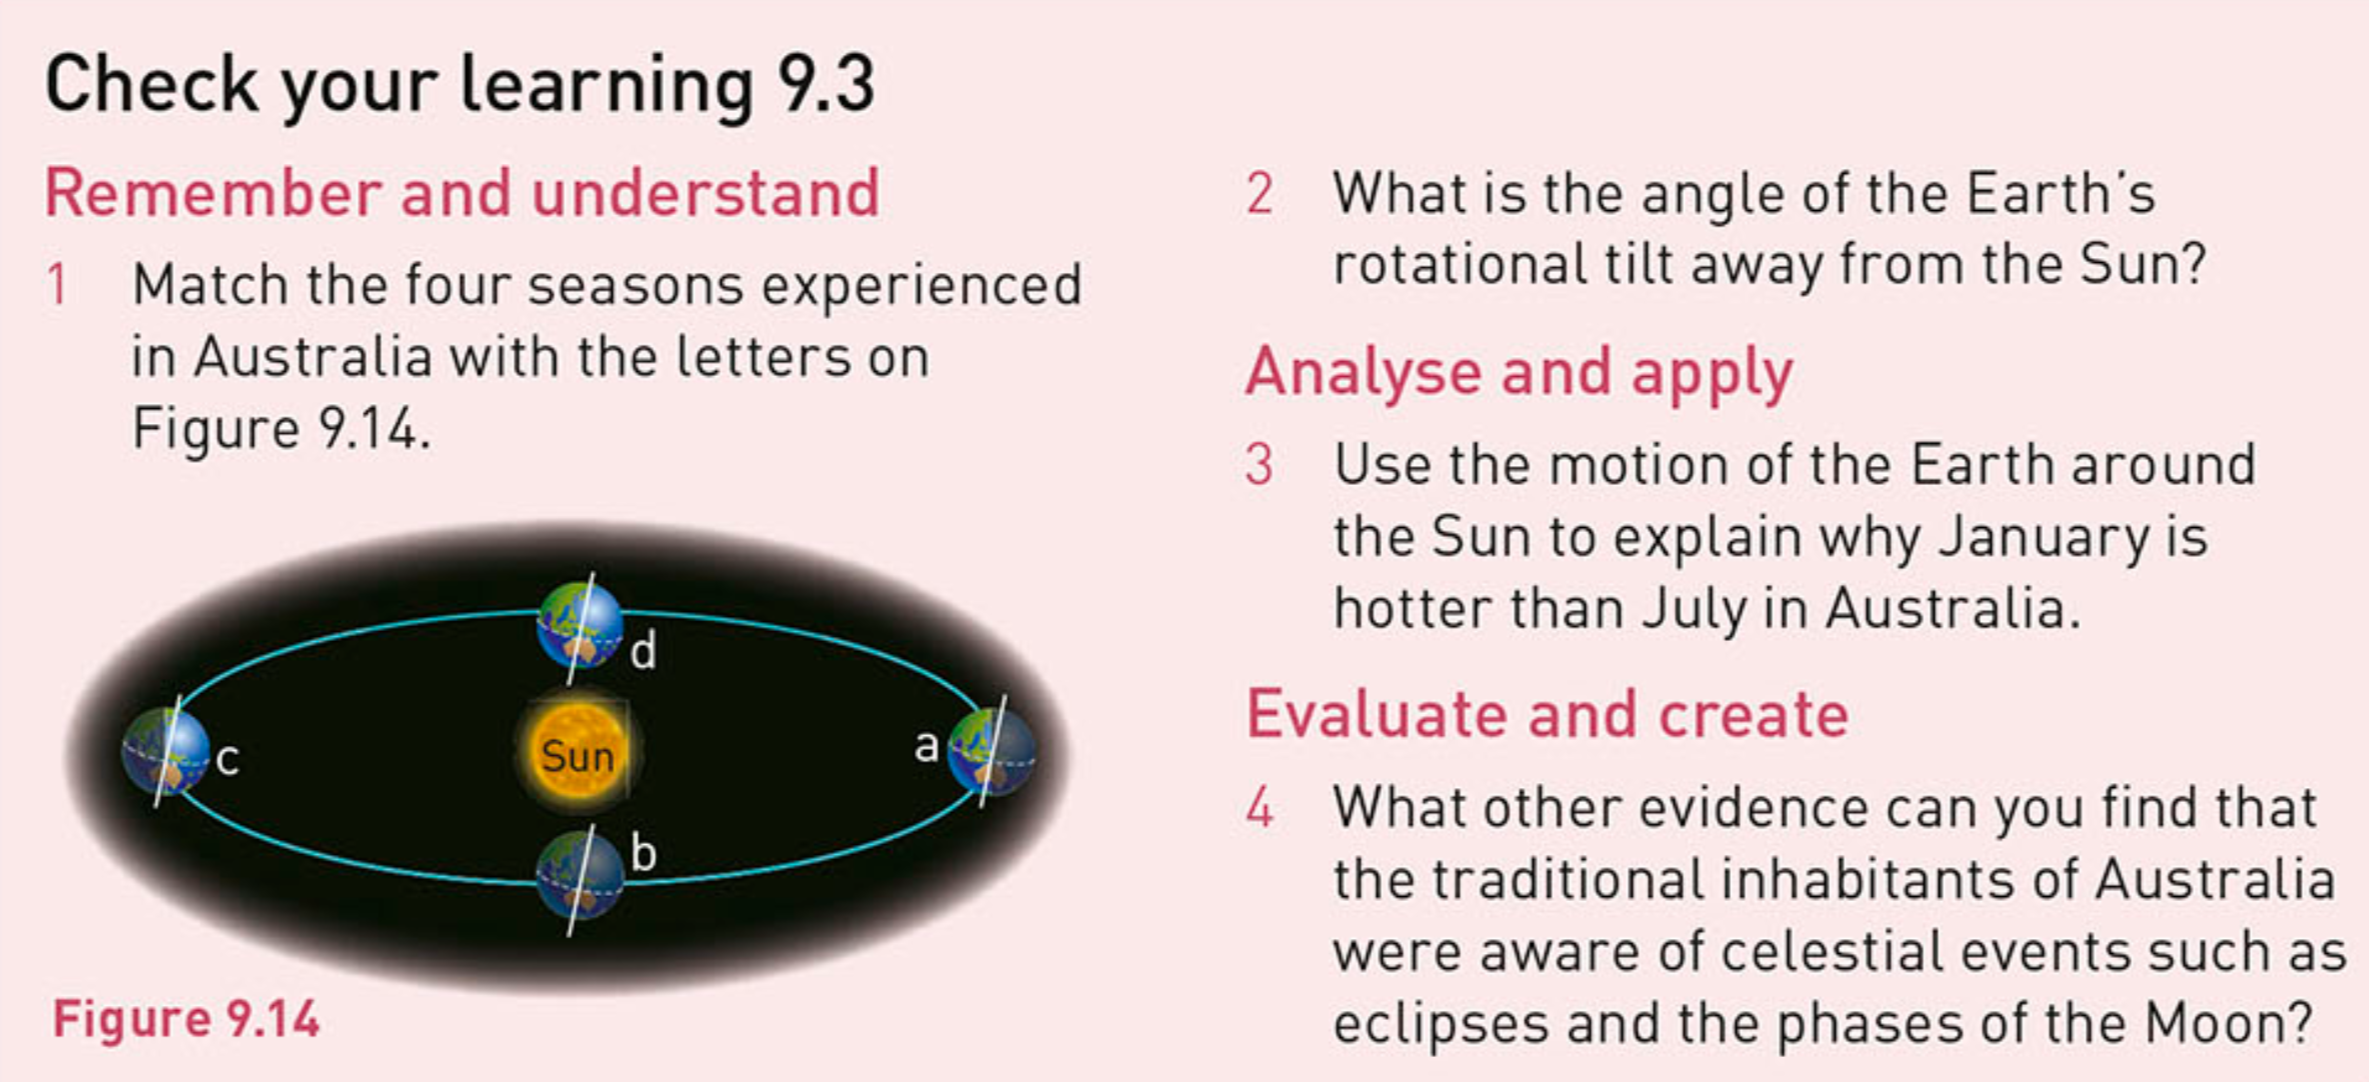 Check your learning 9.3
Remember and understand
1 Match the four seasons experienced
in Australia with the letters on
Figure 9.14.
d
c
Sun
a
b
Figure 9.14
2 What is the angle of the Earth's
rotational tilt away from the Sun?
Analyse and apply
3 Use the motion of the Earth around
the Sun to explain why January is
hotter than July in Australia.
Evaluate and create
4 What other evidence can you find that
the traditional inhabitants of Australia
were aware of celestial events such as
eclipses and the phases of the Moon?